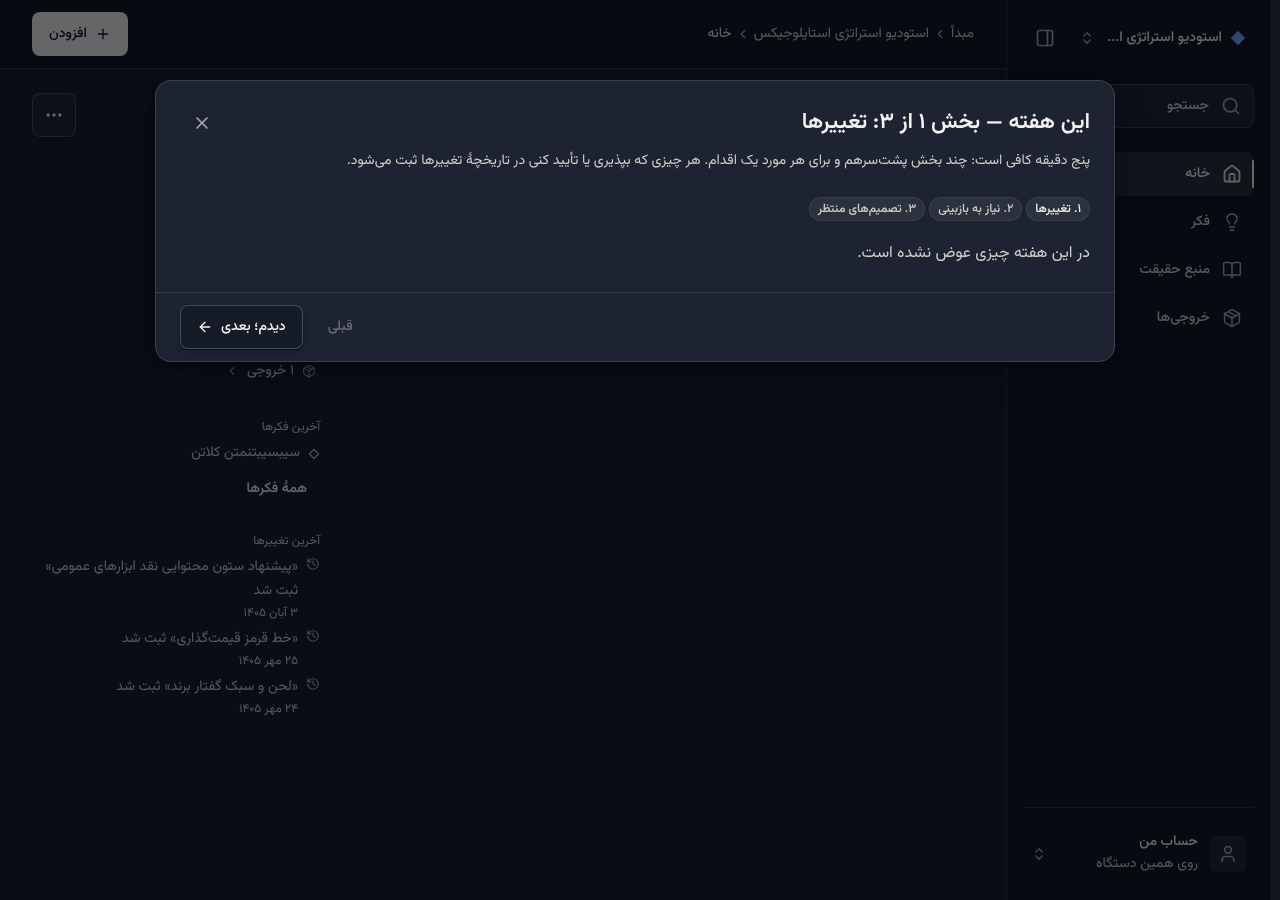 استودیو استراتژی ا...
مبدأ › استودیو استراتژی استایلوجیکس › خانه
افزودن
جستجو
خانه
فکر
منبع حقیقت
خروجی‌ها
این هفته — بخش ۱ از ۳: تغییرها
پنج دقیقه کافی است: چند بخش پشت‌سرهم و برای هر مورد یک اقدام. هر چیزی که بپذیری یا تأیید کنی در تاریخچهٔ تغییرها ثبت می‌شود.
۱. تغییرها ۲. نیاز به بازبینی ۳. تصمیم‌های منتظر
در این هفته چیزی عوض نشده است.
قبلی
دیدم؛ بعدی
۱ خروجی
آخرین فکرها
سیبسیبتنمتن کلاتن
همهٔ فکرها
آخرین تغییرها
«پیشنهاد ستون محتوایی نقد ابزارهای عمومی»
ثبت شد
۳ آبان ۱۴۰۵
«خط قرمز قیمت‌گذاری» ثبت شد
۲۵ مهر ۱۴۰۵
«لحن و سبک گفتار برند» ثبت شد
۲۴ مهر ۱۴۰۵
حساب من
روی همین دستگاه